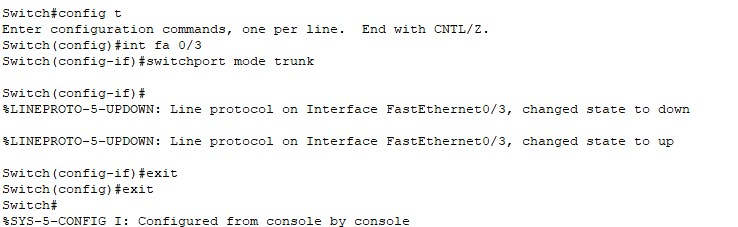 Switch#config t
Enter configuration commands, one per line.  End with CNTL/Z.
Switch(config)#int fa 0/3
Switch(config-if)#switchport mode trunk
Switch(config-if)#
%LINEPROTO-5-UPDOWN: Line protocol on Interface FastEthernet0/3, changed state to down
%LINEPROTO-5-UPDOWN: Line protocol on Interface FastEthernet0/3, changed state to up
Switch(config-if)#exit
Switch(config)#exit
Switch#
%SYS-5-CONFIG I: Configured from console by console